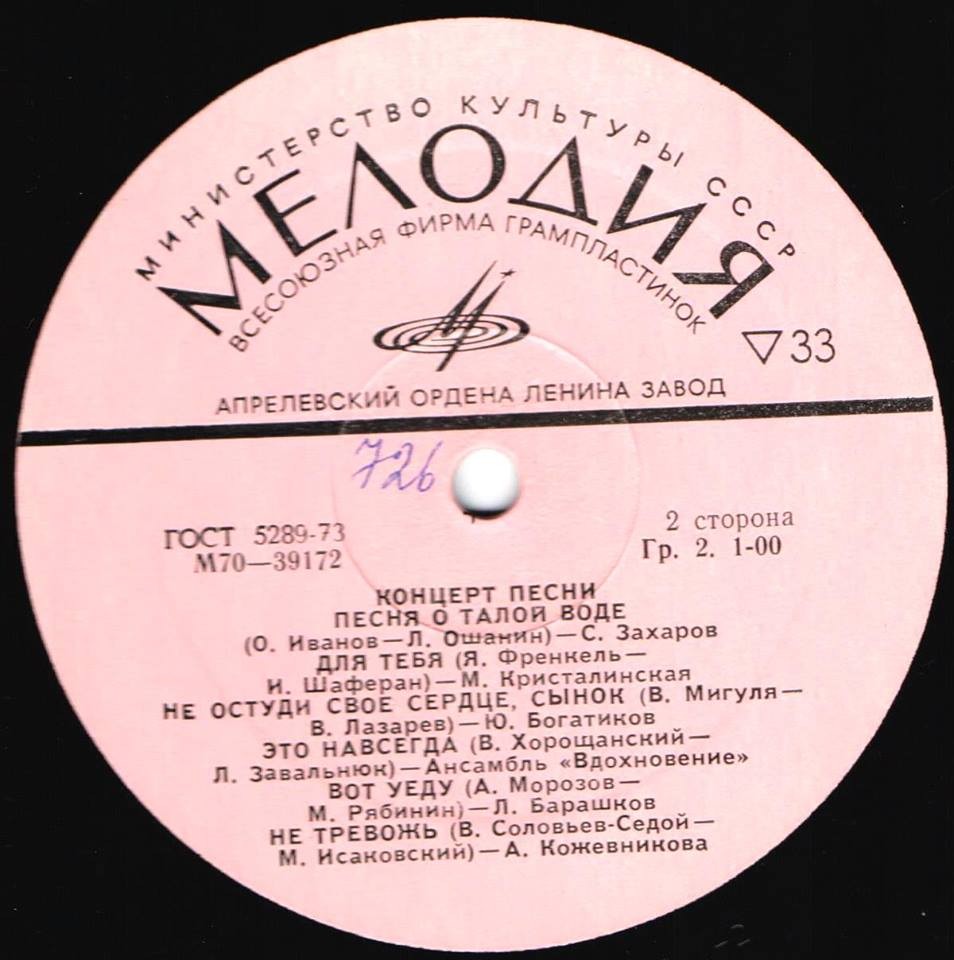 МИНИСТЕРСТВО КУЛЬТУРЫ СССР
МЕЛОДИЯ
ВСЕСОЮЗНАЯ ФИРМА ГРАМПЛАСТИНОК
▽33
АПРЕЛЕВСКИЙ ОРДЕНА ЛЕНИНА ЗАВОД
726
ГОСТ 5289-73
М70—39172
2 сторона
Гр. 2. 1-00
КОНЦЕРТ ПЕСНИ
ПЕСНЯ О ТАЛОЙ ВОДЕ
(О. Иванов—Л. Ошанин)—С. Захаров
ДЛЯ ТЕБЯ (Я. Френкель—
И. Шаферан)—М. Кристалинская
НЕ ОСТУДИ СВОЕ СЕРДЦЕ, СЫНОК (В. Мигуля—
В. Лазарев)—Ю. Богатиков
ЭТО НАВСЕГДА (В. Хорощанский—
Л. Завальнюк)—Ансамбль «Вдохновение»
ВОТ УЕДУ (А. Морозов—
М. Рябинин)—Л. Барашков
НЕ ТРЕВОЖЬ (В. Соловьев-Седой—
М. Исаковский)—А. Кожевникова